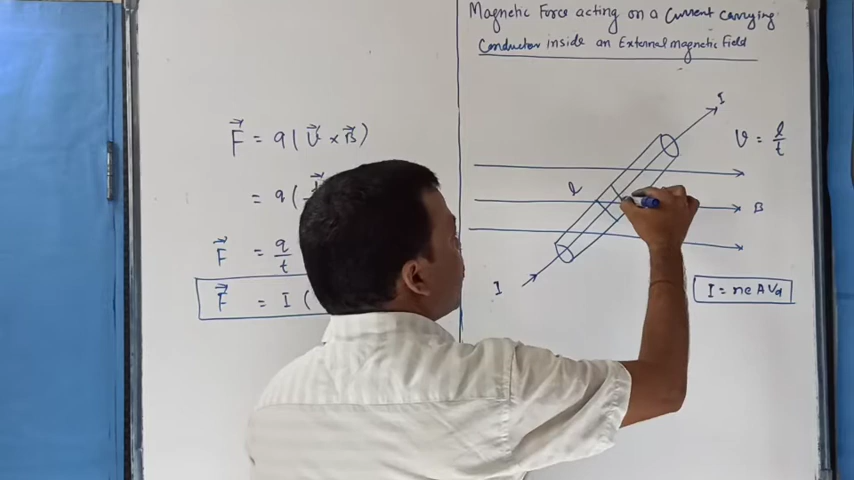 Magnetic Force acting on a Current carrying
Conductor inside an External magnetic Field
F = q ( V × B )
= q (
F = q/t
F = I (
I
V = l/t
l
B
I
I = neAVd